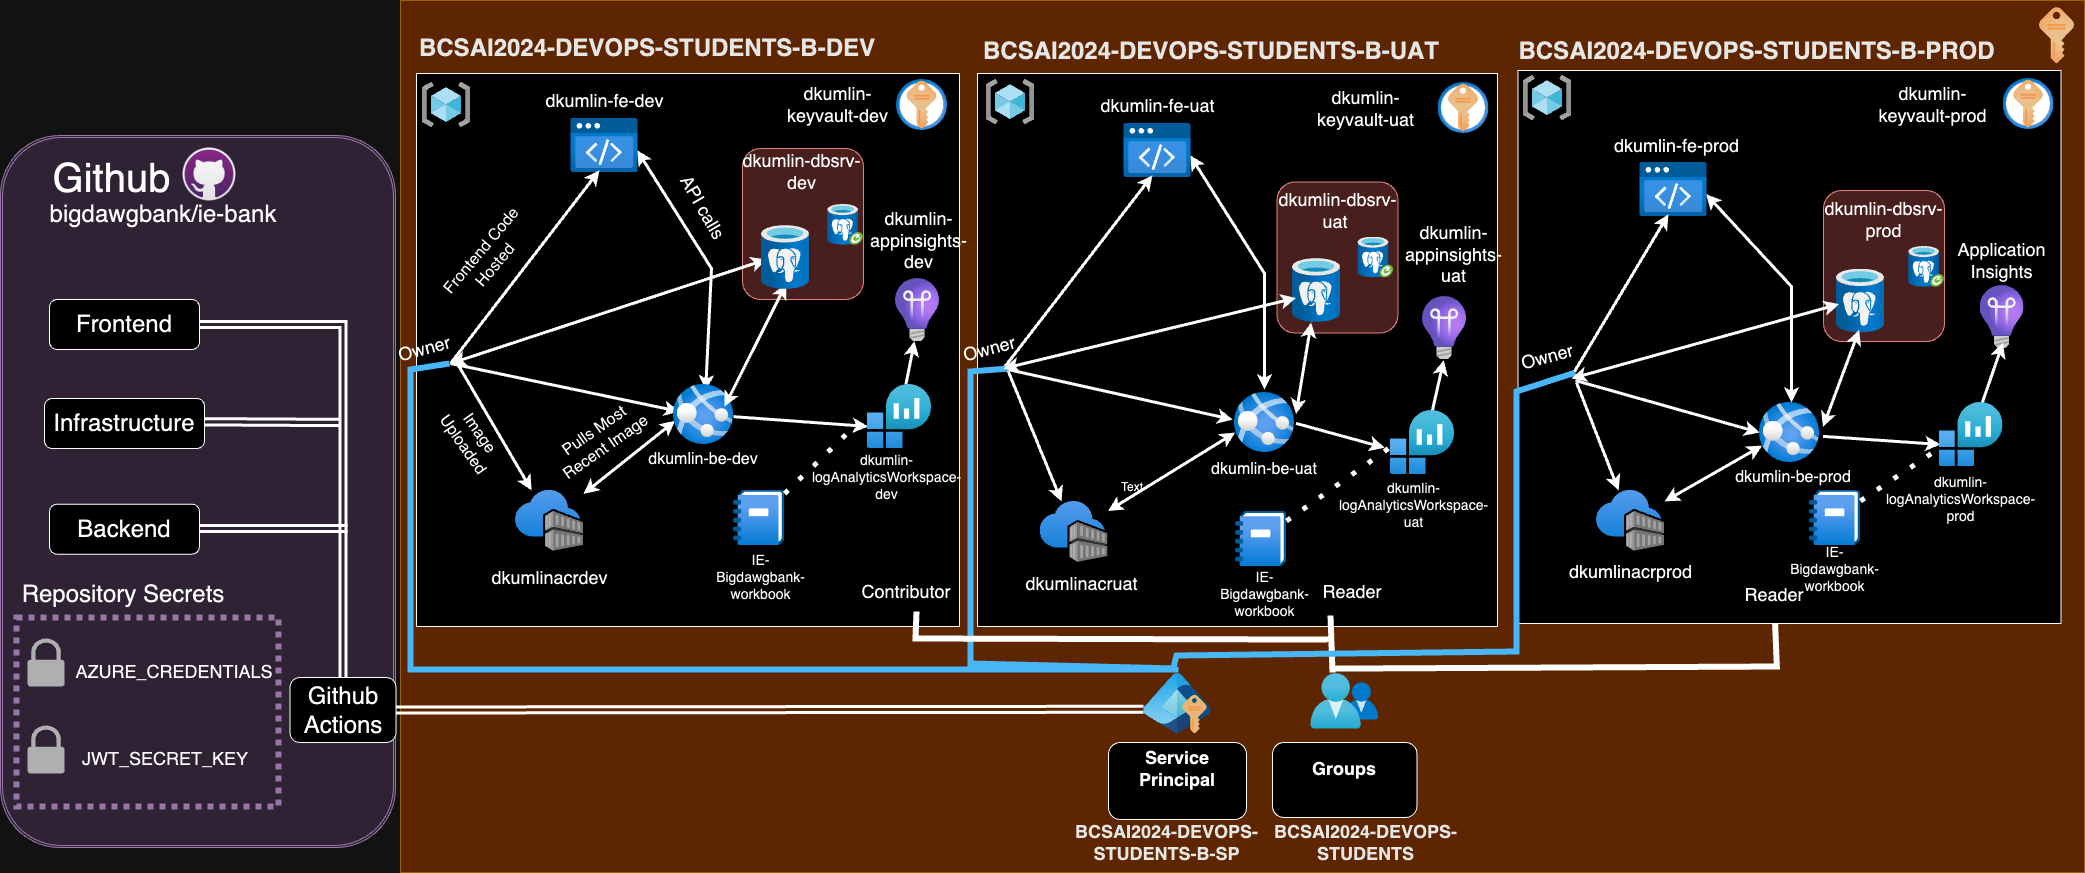 Github
bigdawgbank/ie-bank
Frontend
Infrastructure
Backend
Repository Secrets
AZURE_CREDENTIALS
JWT_SECRET_KEY
Github
Actions
BCSAI2024-DEVOPS-STUDENTS-B-DEV
dkumlin-fe-dev
dkumlin-
keyvault-dev
dkumlin-dbsrv-
dev
API calls
Frontend Code
Hosted
dkumlin-
appinsights-
dev
Owner
Image
Uploaded
Pulls Most
Recent Image
dkumlin-be-dev
dkumlin-
logAnalyticsWorkspace-
dev
dkumlinacrdev
IE-
Bigdawgbank-
workbook
Contributor
BCSAI2024-DEVOPS-STUDENTS-B-UAT
dkumlin-fe-uat
dkumlin-
keyvault-uat
dkumlin-dbsrv-
uat
dkumlin-
appinsights-
uat
Owner
dkumlin-be-uat
Text
dkumlin-
logAnalyticsWorkspace-
uat
dkumlinacruat
IE-
Bigdawgbank-
workbook
Reader
BCSAI2024-DEVOPS-STUDENTS-B-PROD
dkumlin-fe-prod
dkumlin-
keyvault-prod
dkumlin-dbsrv-
prod
Application
Insights
Owner
dkumlin-be-prod
dkumlin-
logAnalyticsWorkspace-
prod
dkumlinacrprod
IE-
Bigdawgbank-
workbook
Reader
Service
Principal
BCSAI2024-DEVOPS-
STUDENTS-B-SP
Groups
BCSAI2024-DEVOPS-
STUDENTS